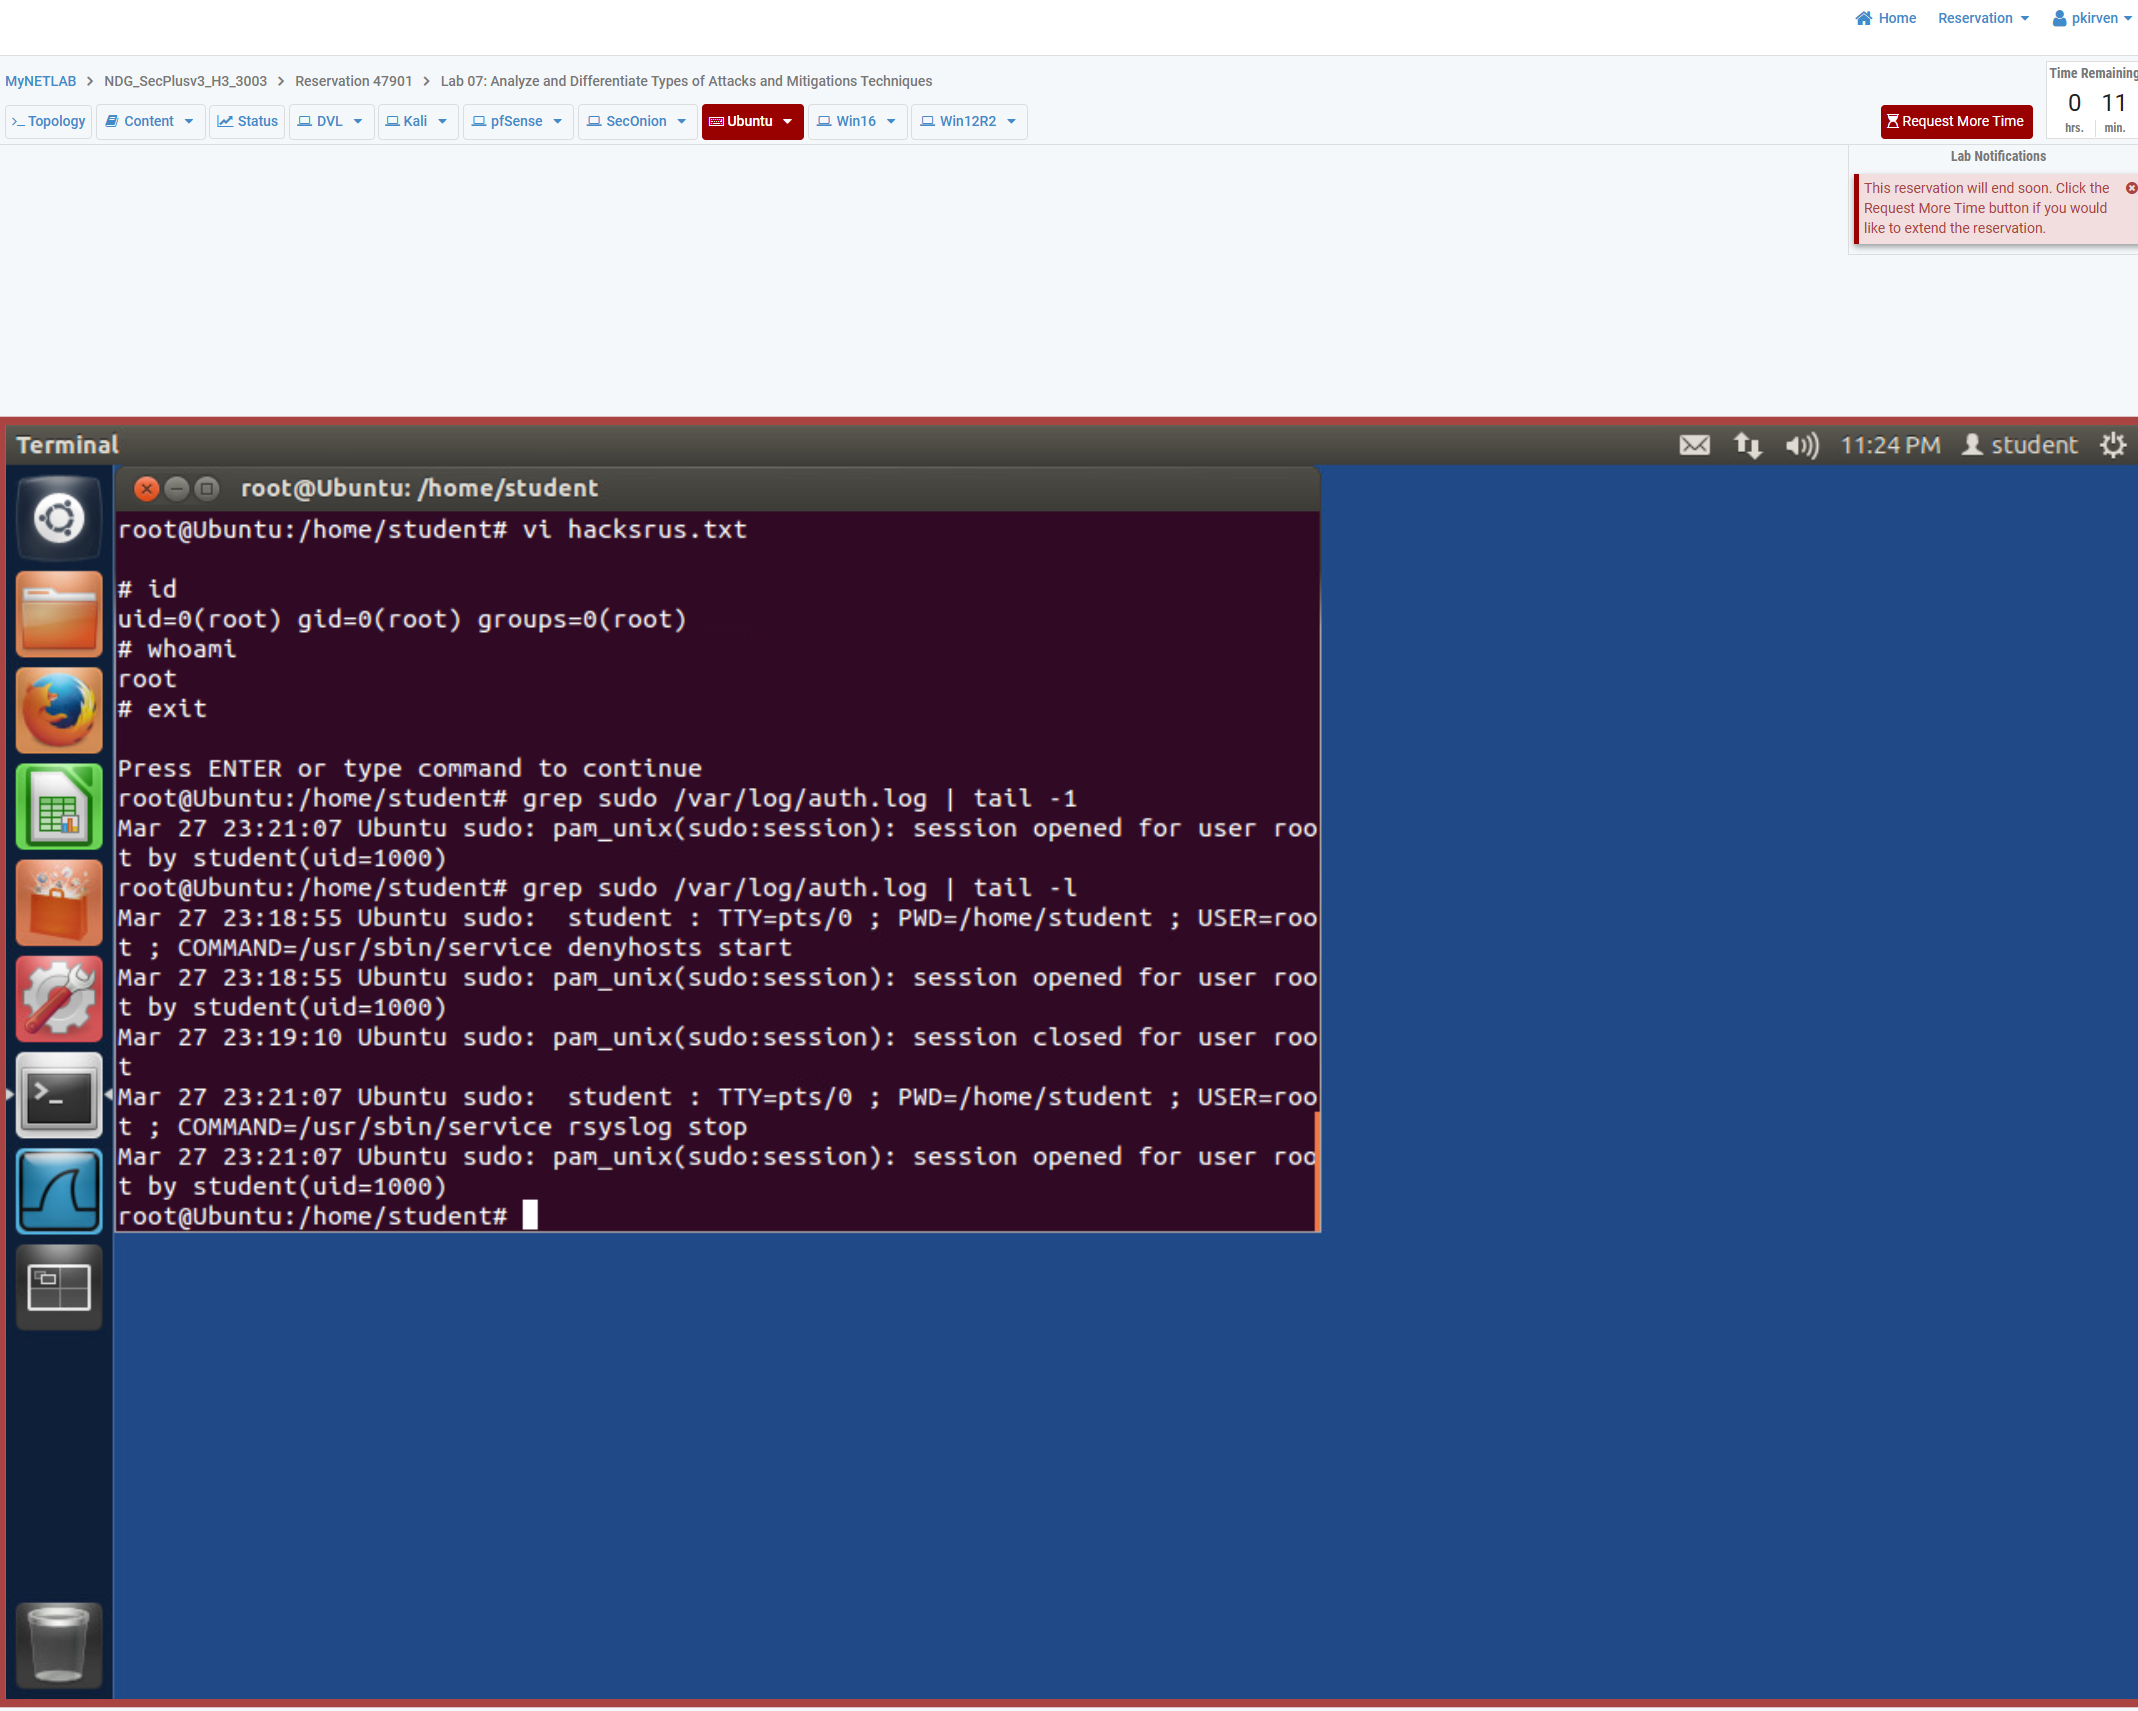 Home Reservation pkirven
MyNETLAB > NDG_SecPlusv3_H3_3003 > Reservation 47901 > Lab 07: Analyze and Differentiate Types of Attacks and Mitigations Techniques
Time Remaining
0 11
hrs. min.
>_ Topology Content Status DVL Kali pfSense SecOnion Ubuntu Win16 Win12R2 Request More Time
Lab Notifications
This reservation will end soon. Click the
Request More Time button if you would
like to extend the reservation.
Terminal 11:24 PM student
root@Ubuntu: /home/student
root@Ubuntu:/home/student# vi hacksrus.txt
# id
uid=0(root) gid=0(root) groups=0(root)
# whoami
root
# exit
Press ENTER or type command to continue
root@Ubuntu:/home/student# grep sudo /var/log/auth.log | tail -1
Mar 27 23:21:07 Ubuntu sudo: pam_unix(sudo:session): session opened for user roo
t by student(uid=1000)
root@Ubuntu:/home/student# grep sudo /var/log/auth.log | tail -l
Mar 27 23:18:55 Ubuntu sudo:  student : TTY=pts/0 ; PWD=/home/student ; USER=roo
t ; COMMAND=/usr/sbin/service denyhosts start
Mar 27 23:18:55 Ubuntu sudo: pam_unix(sudo:session): session opened for user roo
t by student(uid=1000)
Mar 27 23:19:10 Ubuntu sudo: pam_unix(sudo:session): session closed for user roo
t
Mar 27 23:21:07 Ubuntu sudo:  student : TTY=pts/0 ; PWD=/home/student ; USER=roo
t ; COMMAND=/usr/sbin/service rsyslog stop
Mar 27 23:21:07 Ubuntu sudo: pam_unix(sudo:session): session opened for user roo
t by student(uid=1000)
root@Ubuntu:/home/student#